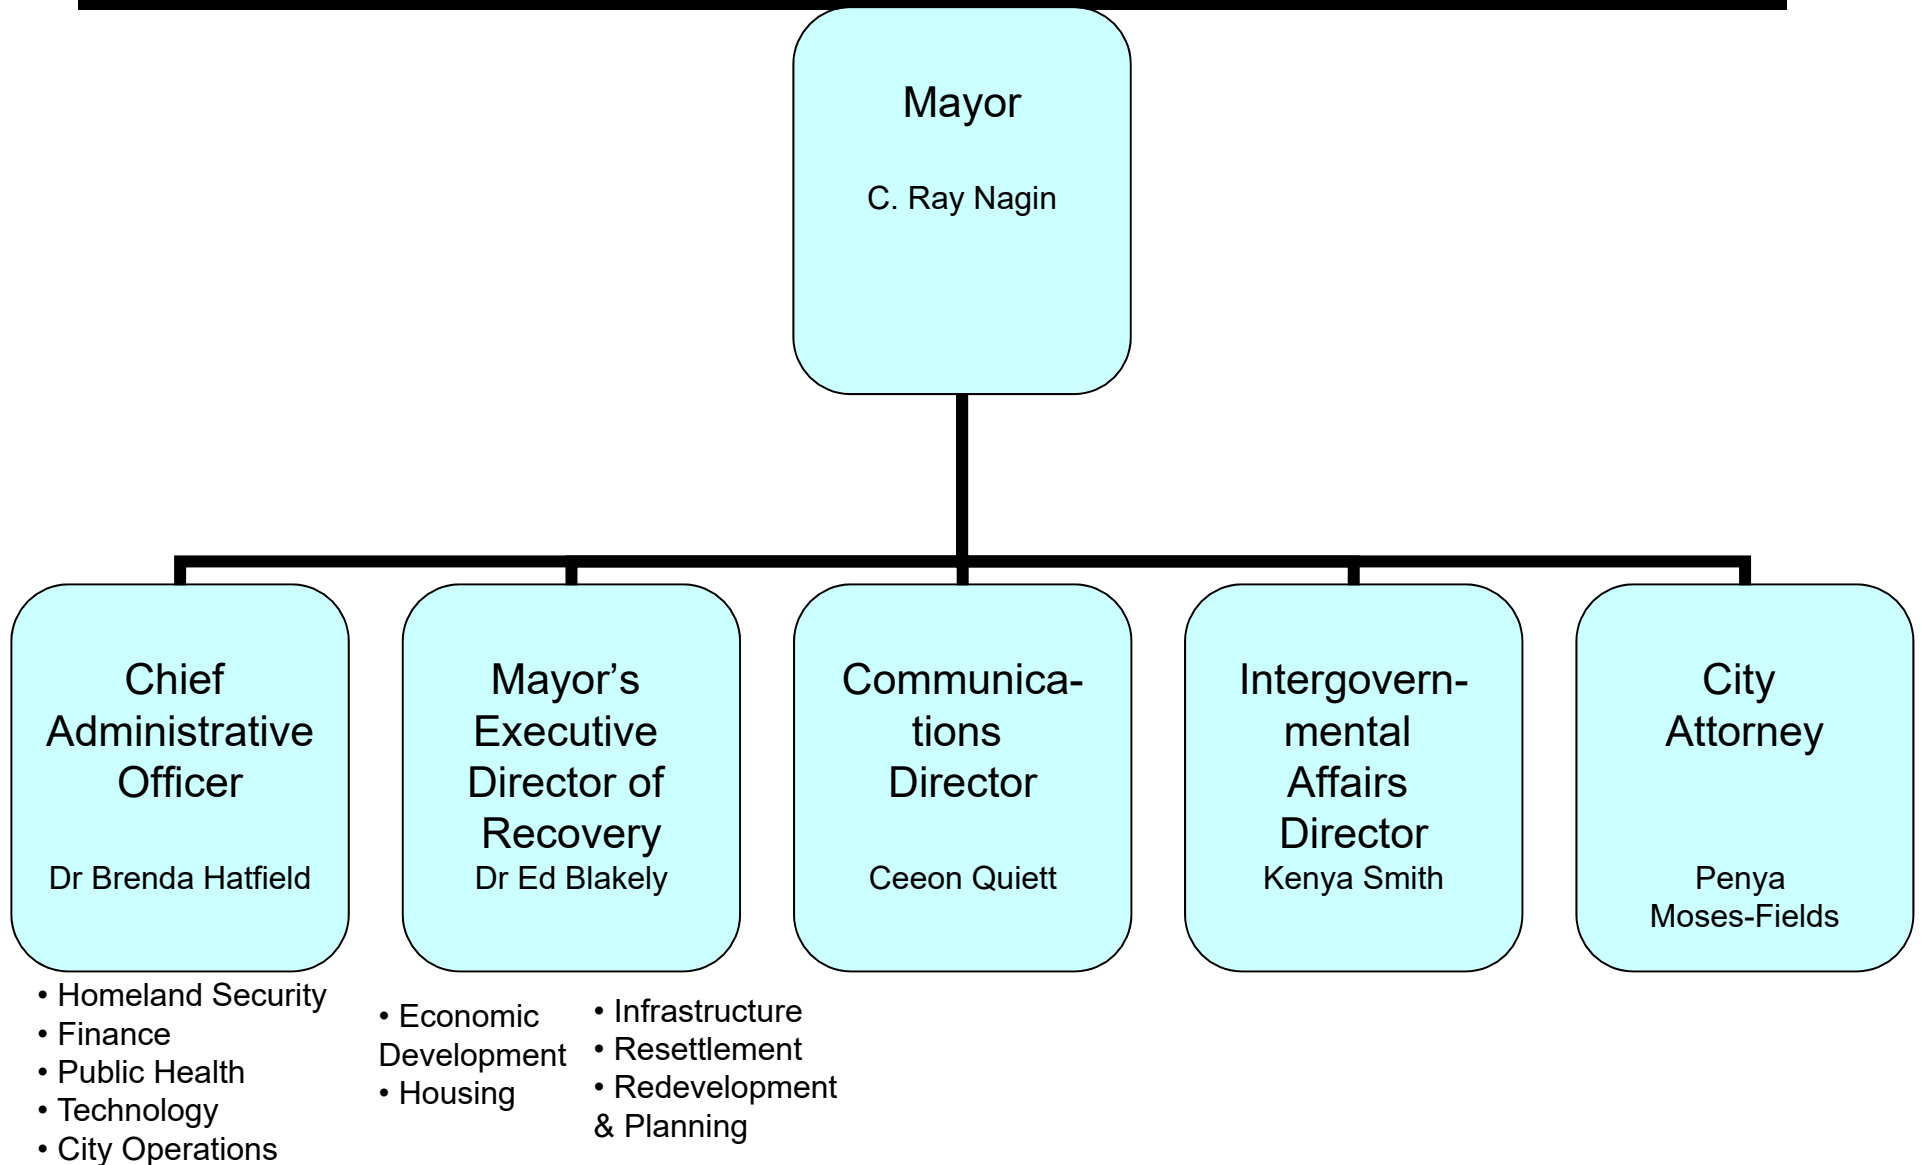 Mayor
C. Ray Nagin
Chief
Administrative
Officer
Dr Brenda Hatfield
Mayor’s
Executive
Director of
Recovery
Dr Ed Blakely
Communica-
tions
Director
Ceeon Quiett
Intergovern-
mental
Affairs
Director
Kenya Smith
City
Attorney
Penya
Moses-Fields
• Homeland Security
• Finance
• Public Health
• Technology
• City Operations
• Economic
Development
• Housing
• Infrastructure
• Resettlement
• Redevelopment
& Planning